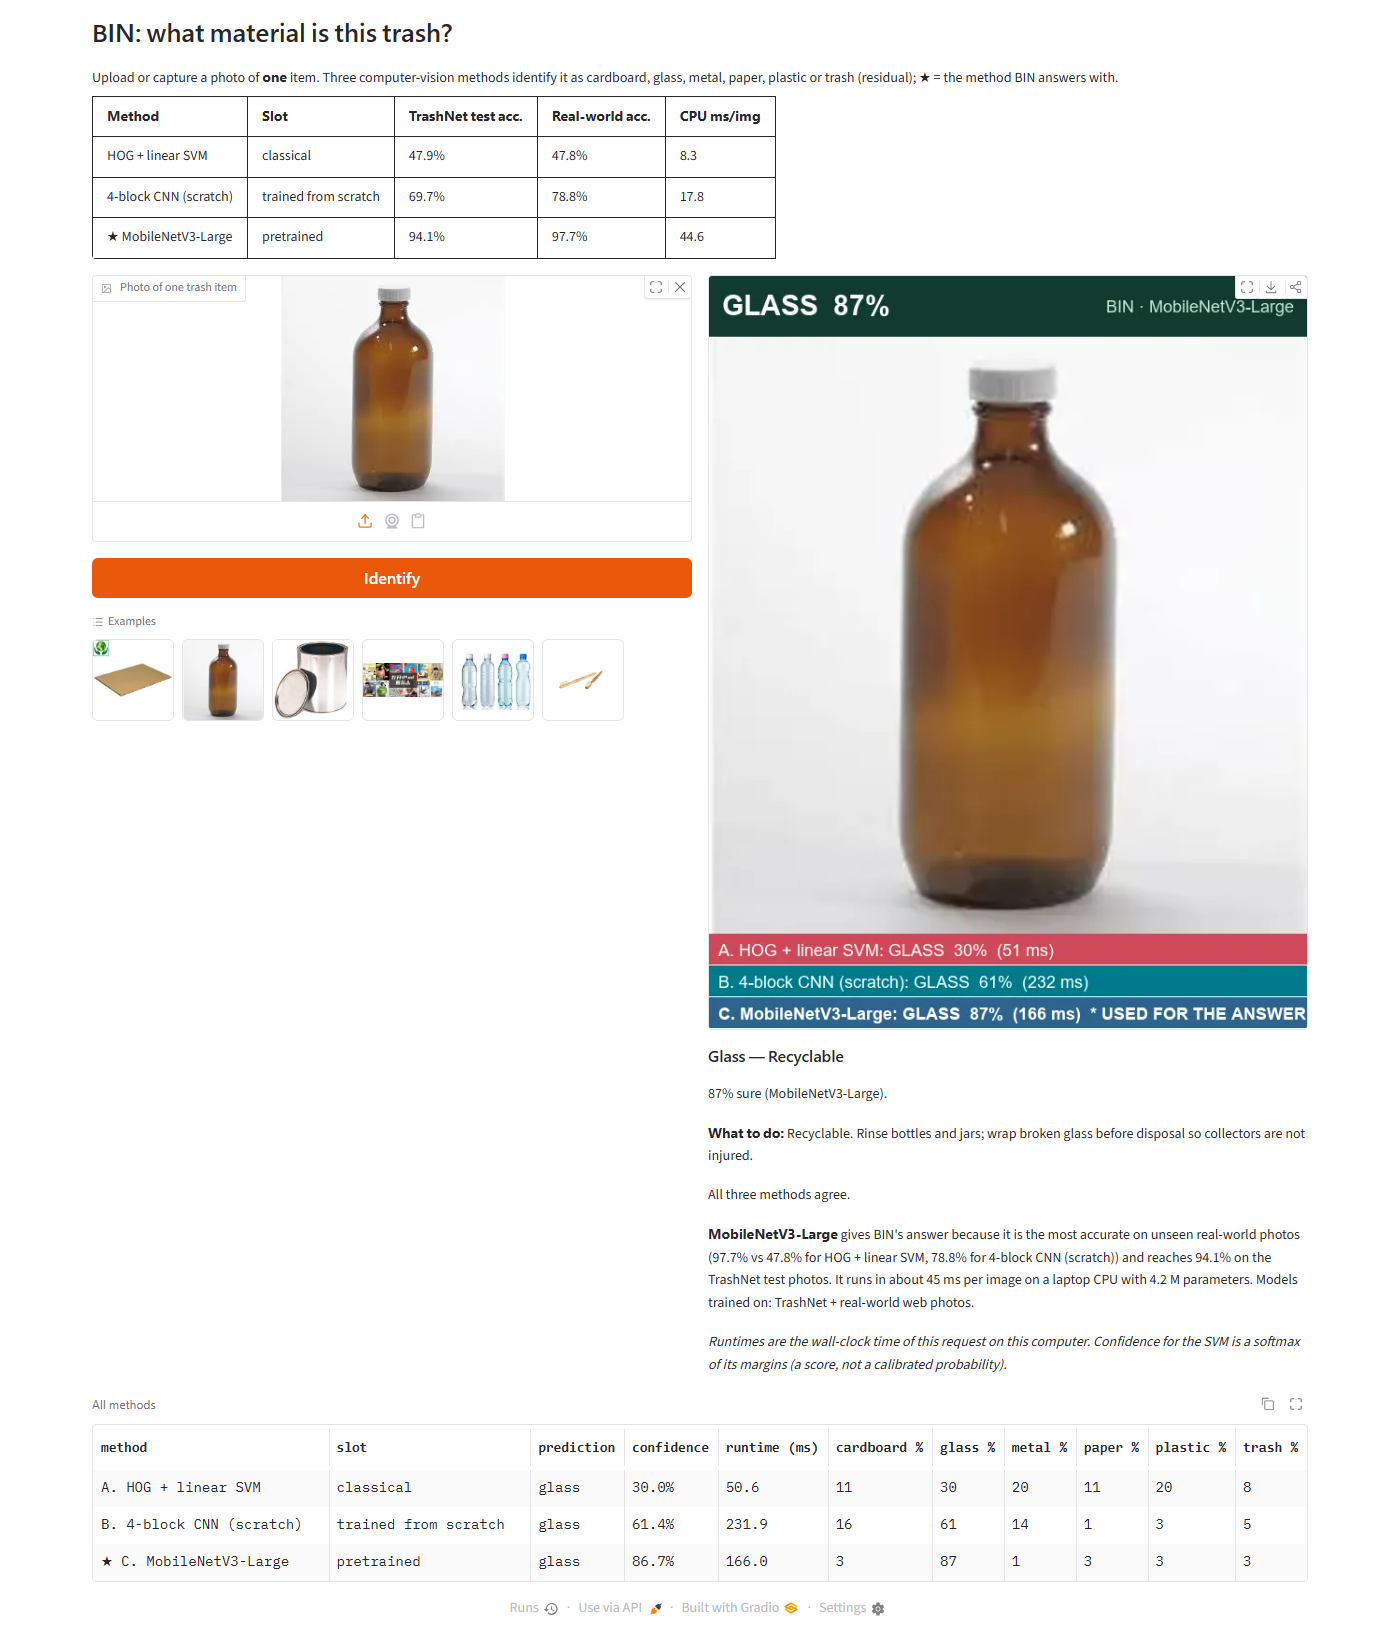 BIN: what material is this trash?
Upload or capture a photo of one item. Three computer-vision methods identify it as cardboard, glass, metal, paper, plastic or trash (residual); ★ = the method BIN answers with.
Method Slot TrashNet test acc. Real-world acc. CPU ms/img
HOG + linear SVM classical 47.9% 47.8% 8.3
4-block CNN (scratch) trained from scratch 69.7% 78.8% 17.8
★ MobileNetV3-Large pretrained 94.1% 97.7% 44.6
Photo of one trash item
Identify
Examples
GLASS 87%
BIN · MobileNetV3-Large
A. HOG + linear SVM: GLASS 30% (51 ms)
B. 4-block CNN (scratch): GLASS 61% (232 ms)
C. MobileNetV3-Large: GLASS 87% (166 ms) * USED FOR THE ANSWER
Glass — Recyclable
87% sure (MobileNetV3-Large).
What to do: Recyclable. Rinse bottles and jars; wrap broken glass before disposal so collectors are not
injured.
All three methods agree.
MobileNetV3-Large gives BIN's answer because it is the most accurate on unseen real-world photos
(97.7% vs 47.8% for HOG + linear SVM, 78.8% for 4-block CNN (scratch)) and reaches 94.1% on the
TrashNet test photos. It runs in about 45 ms per image on a laptop CPU with 4.2 M parameters. Models
trained on: TrashNet + real-world web photos.
Runtimes are the wall-clock time of this request on this computer. Confidence for the SVM is a softmax
of its margins (a score, not a calibrated probability).
All methods
method slot prediction confidence runtime (ms) cardboard % glass % metal % paper % plastic % trash %
A. HOG + linear SVM classical glass 30.0% 50.6 11 30 20 11 20 8
B. 4-block CNN (scratch) trained from scratch glass 61.4% 231.9 16 61 14 1 3 5
★ C. MobileNetV3-Large pretrained glass 86.7% 166.0 3 87 1 3 3 3
Runs · Use via API · Built with Gradio · Settings